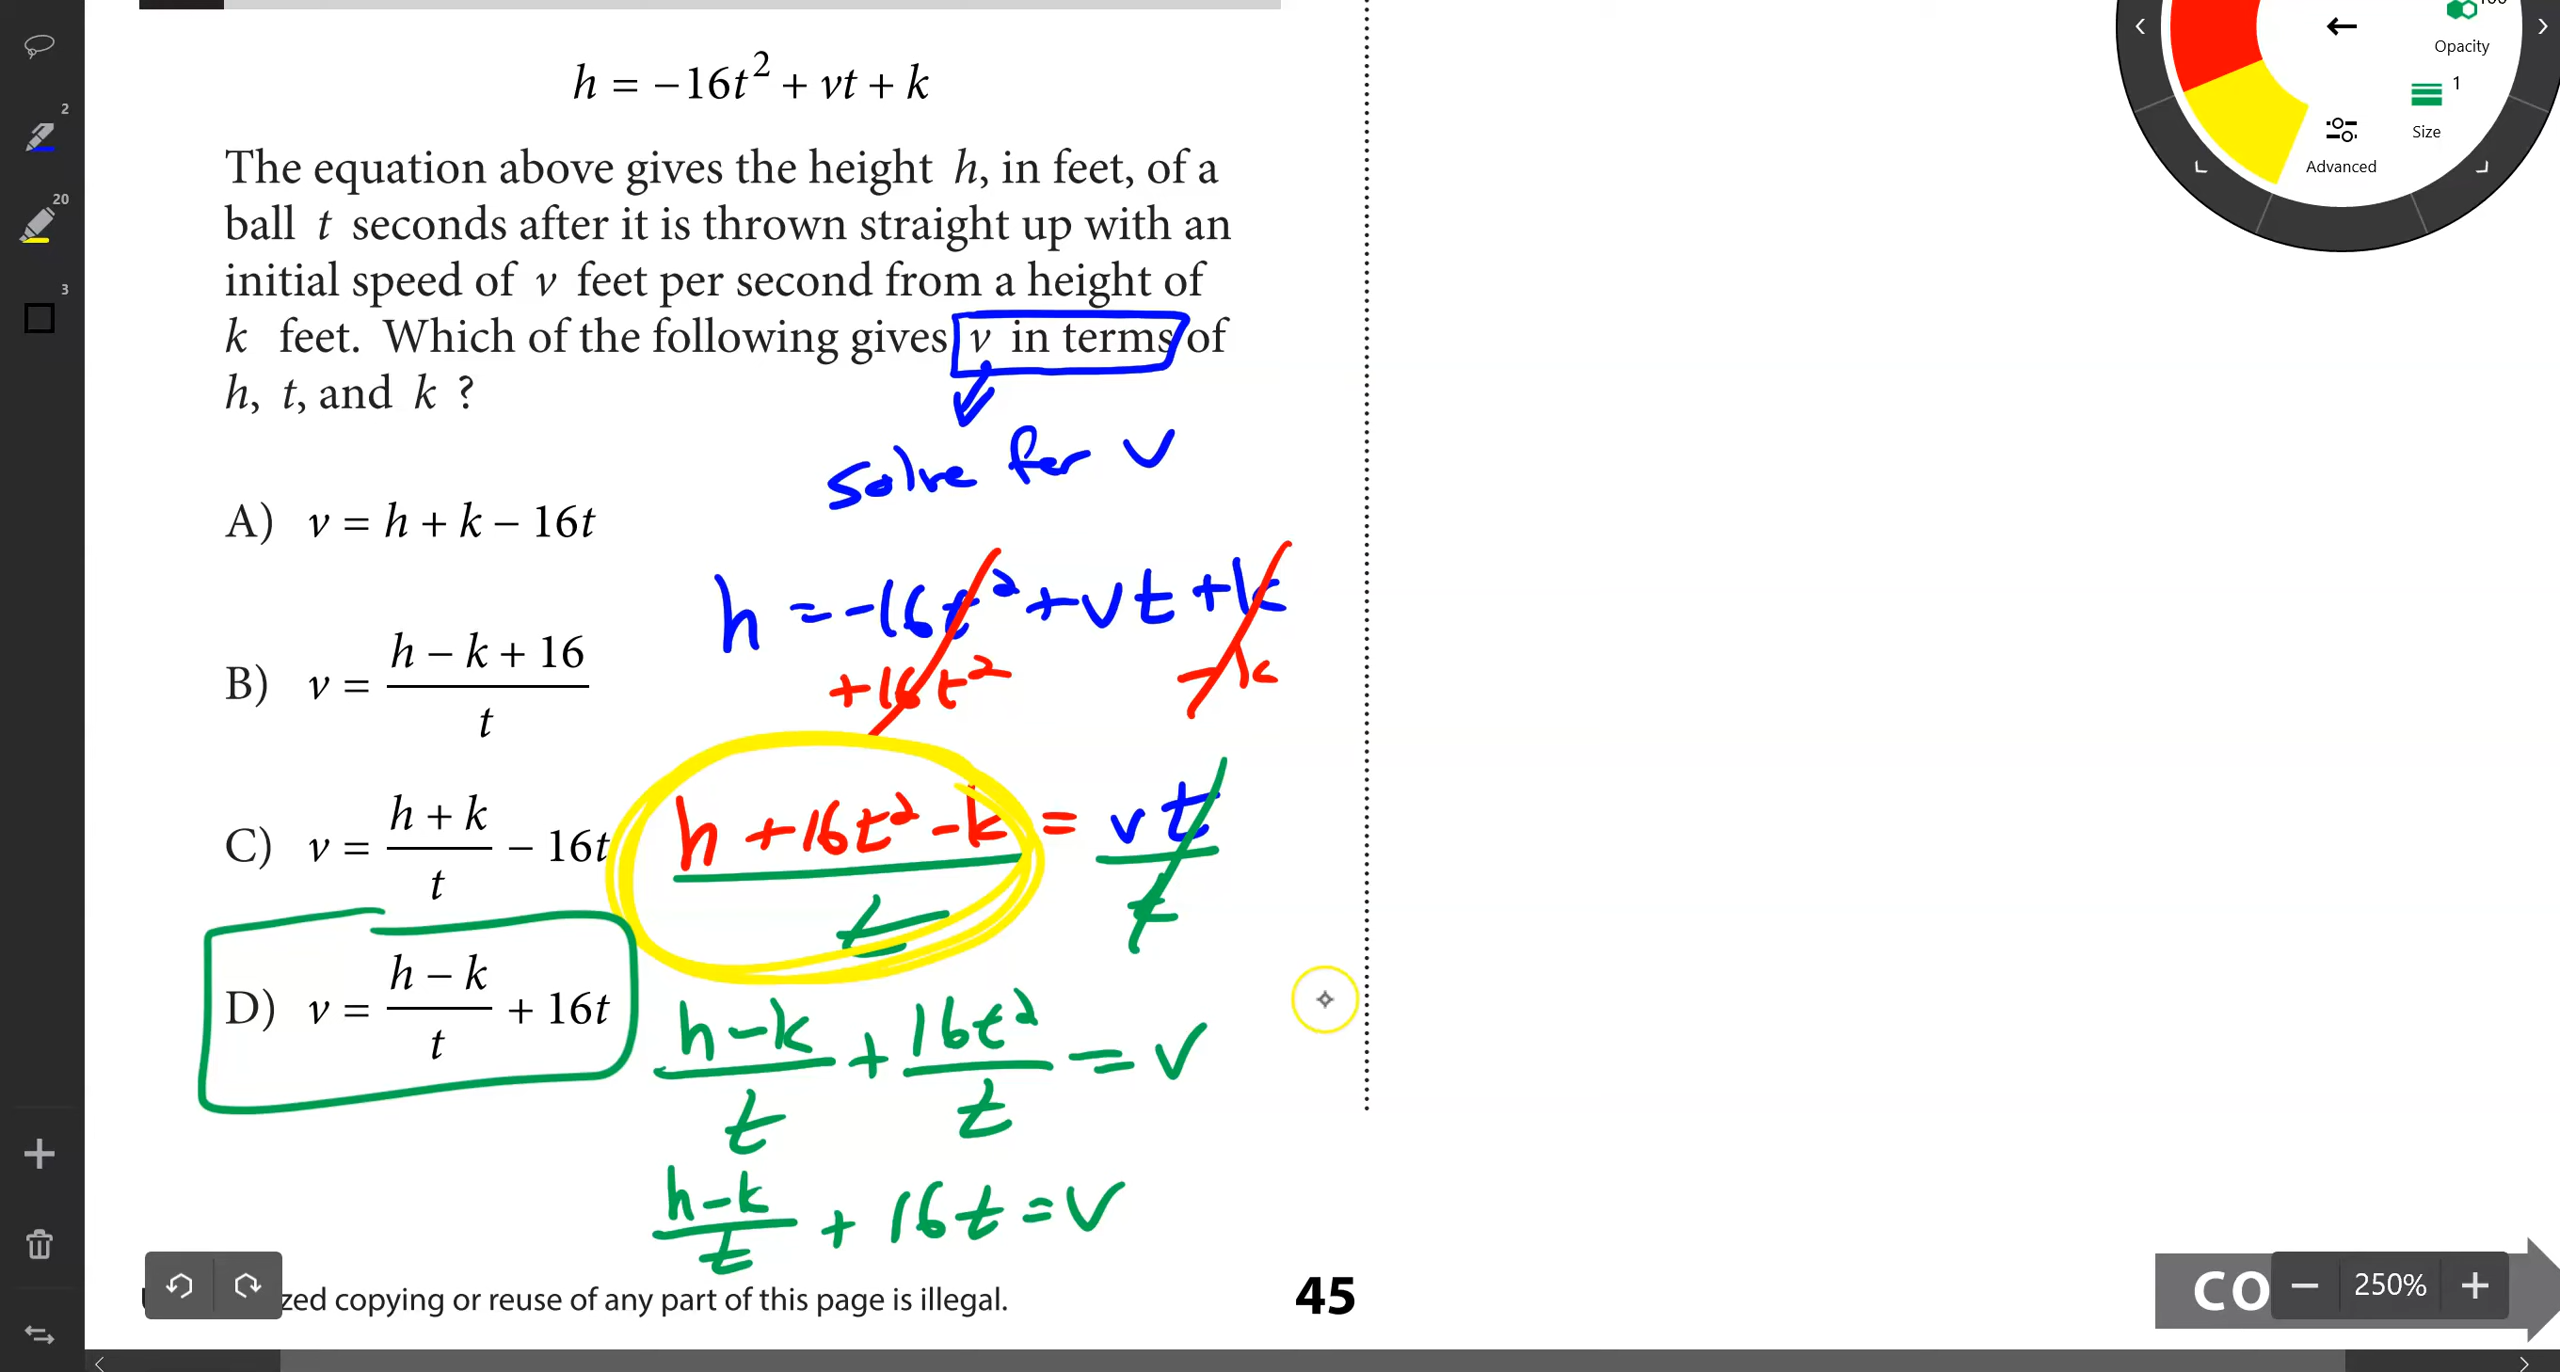 h = −16t² + vt + k
The equation above gives the height h, in feet, of a
ball t seconds after it is thrown straight up with an
initial speed of v feet per second from a height of
k feet. Which of the following gives v in terms of
h, t, and k ?
solve for v
A) v = h + k − 16t
h = -16t² + vt + k
+16t² -k
B) v = (h − k + 16)/t
(h + 16t² - k)/t = vt/t
C) v = (h + k)/t − 16t
D) v = (h − k)/t + 16t
(h-k)/t + 16t²/t = v
(h-k)/t + 16t = v
zed copying or reuse of any part of this page is illegal.
45
CO
250%
2
20
3
Opacity
1
Size
Advanced